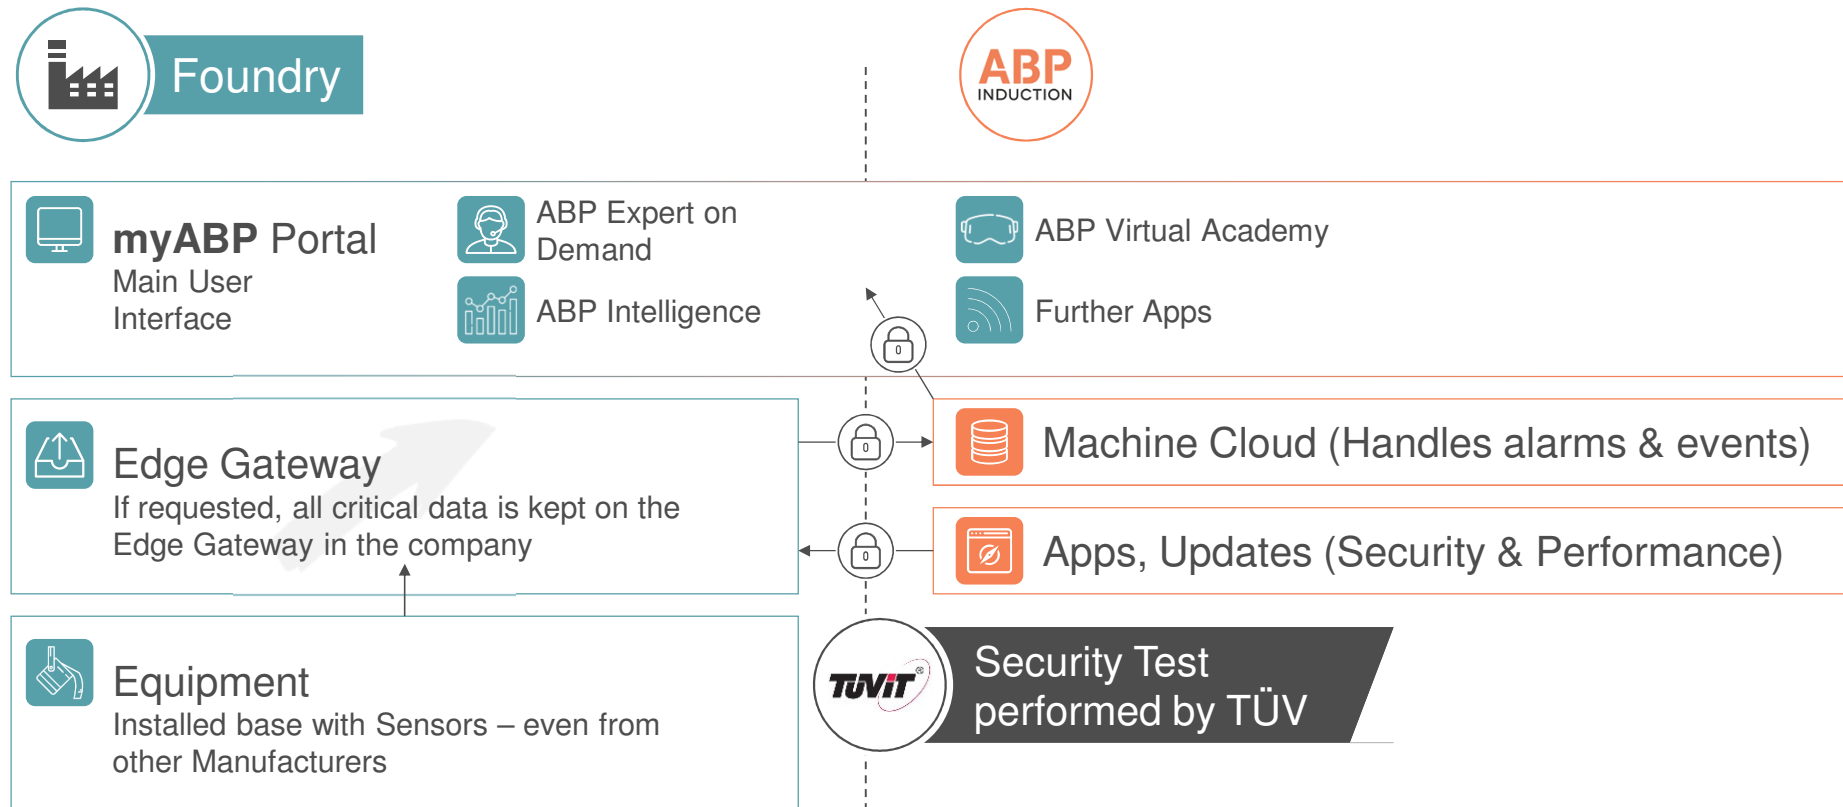 Foundry
ABP
INDUCTION
myABP Portal
Main User
Interface
ABP Expert on
Demand
ABP Intelligence
ABP Virtual Academy
Further Apps
Edge Gateway
If requested, all critical data is kept on the
Edge Gateway in the company
Machine Cloud (Handles alarms & events)
Apps, Updates (Security & Performance)
Equipment
Installed base with Sensors – even from
other Manufacturers
TÜViT®
Security Test
performed by TÜV